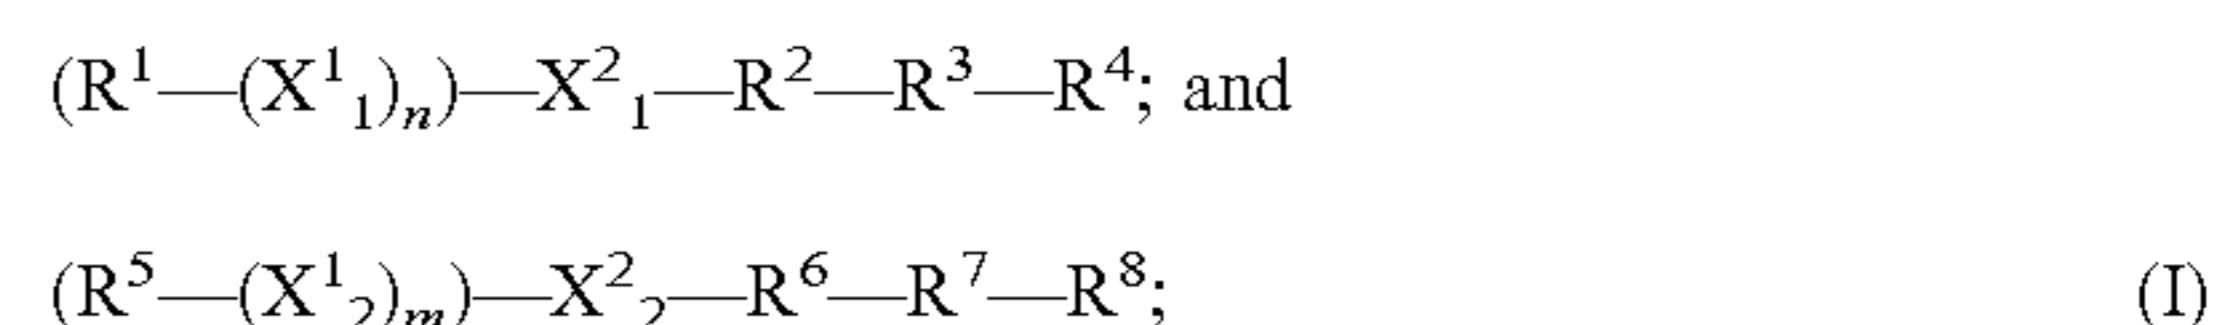 (R¹—(X¹₁)ₙ)—X²₁—R²—R³—R⁴; and
(R⁵—(X¹₂)ₘ)—X²₂—R⁶—R⁷—R⁸; (I)